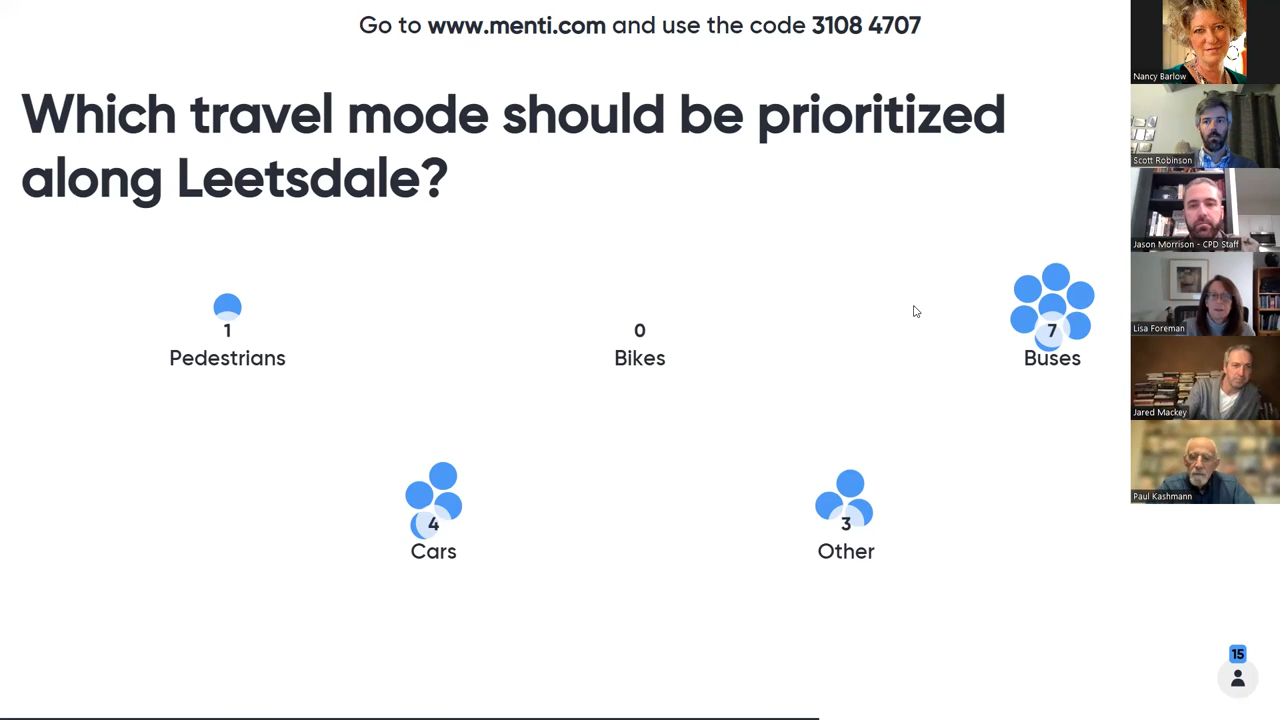 Go to www.menti.com and use the code 3108 4707
Which travel mode should be prioritized
along Leetsdale?
1
Pedestrians
0
Bikes
7
Buses
4
Cars
3
Other
Nancy Barlow
Scott Robinson
Jason Morrison - CPD Staff
Lisa Foreman
Jared Mackey
Paul Kashmann
15